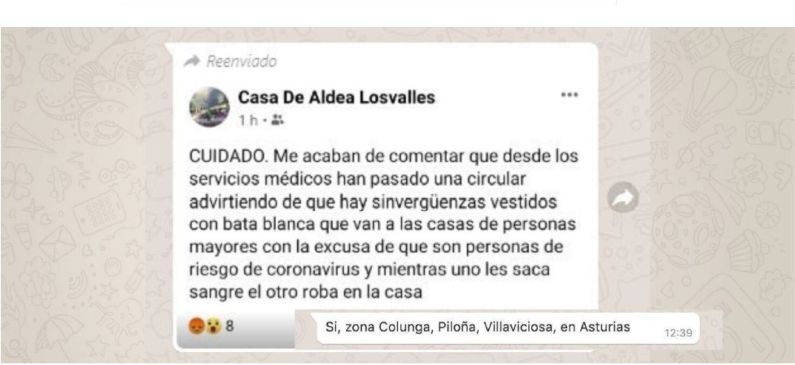 Reenviado
Casa De Aldea Losvalles
1 h ·
CUIDADO. Me acaban de comentar que desde los
servicios médicos han pasado una circular
advirtiendo de que hay sinvergüenzas vestidos
con bata blanca que van a las casas de personas
mayores con la excusa de que son personas de
riesgo de coronavirus y mientras uno les saca
sangre el otro roba en la casa
8
Si, zona Colunga, Piloña, Villaviciosa, en Asturias
12:39